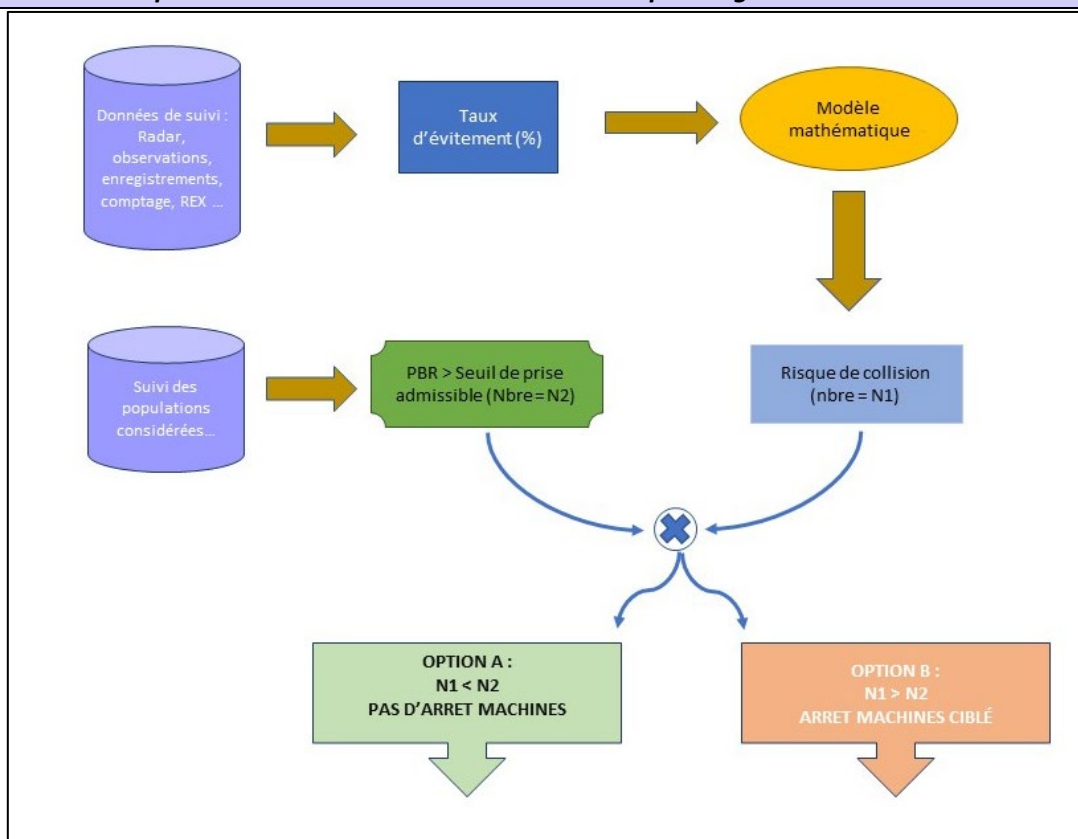 Données de suivi :
Radar,
observations,
enregistrements,
comptage, REX ...
Taux
d'évitement (%)
Modèle
mathématique
Suivi des
populations
considérées...
PBR > Seuil de prise
admissible (Nbre = N2)
Risque de collision
(nbre = N1)
OPTION A :
N1 < N2
PAS D'ARRET MACHINES
OPTION B :
N1 > N2
ARRET MACHINES CIBLÉ